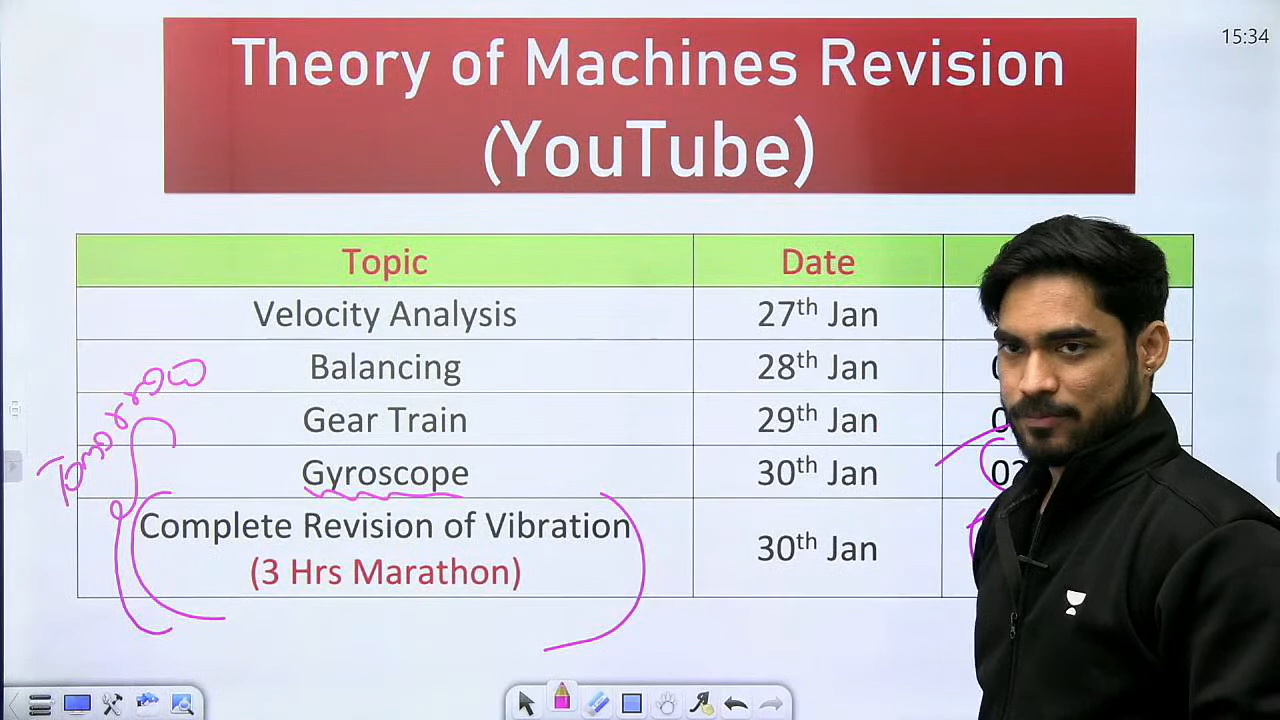 15:34
Theory of Machines Revision
(YouTube)
Topic Date
Velocity Analysis 27th Jan
Balancing 28th Jan
Gear Train 29th Jan
Gyroscope 30th Jan
Complete Revision of Vibration
(3 Hrs Marathon) 30th Jan
Tomorrow